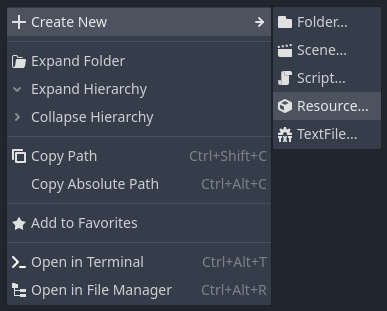 Create New
Expand Folder
Expand Hierarchy
Collapse Hierarchy
Copy Path Ctrl+Shift+C
Copy Absolute Path Ctrl+Alt+C
Add to Favorites
Open in Terminal Ctrl+Alt+T
Open in File Manager Ctrl+Alt+R
Folder...
Scene...
Script...
Resource...
TextFile...